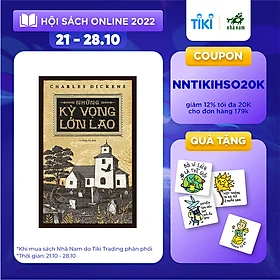 HỘI SÁCH ONLINE 2022
21 - 28.10
TIKI
nhã nam
COUPON
NNTIKIHSO20K
giảm 12% tối đa 20K
cho đơn hàng 179k
QUÀ TẶNG
CHARLES DICKENS
NHỮNG
KỲ VỌNG
LỚN LAO
*Khi mua sách Nhã Nam do Tiki Trading phân phối
*Thời gian: 21.10 - 28.10